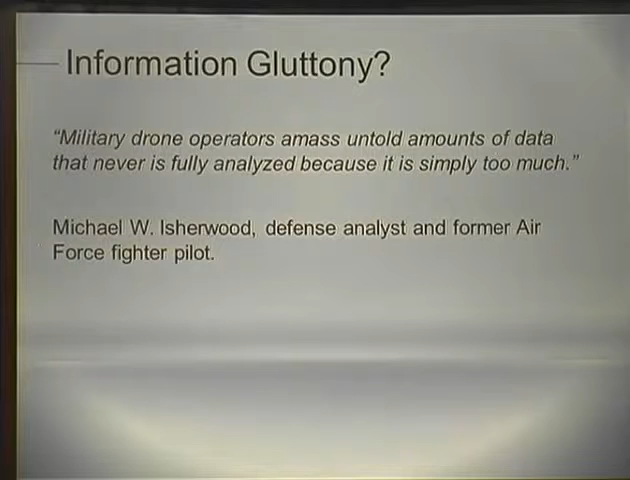 Information Gluttony?
“Military drone operators amass untold amounts of data
that never is fully analyzed because it is simply too much.”
Michael W. Isherwood, defense analyst and former Air
Force fighter pilot.